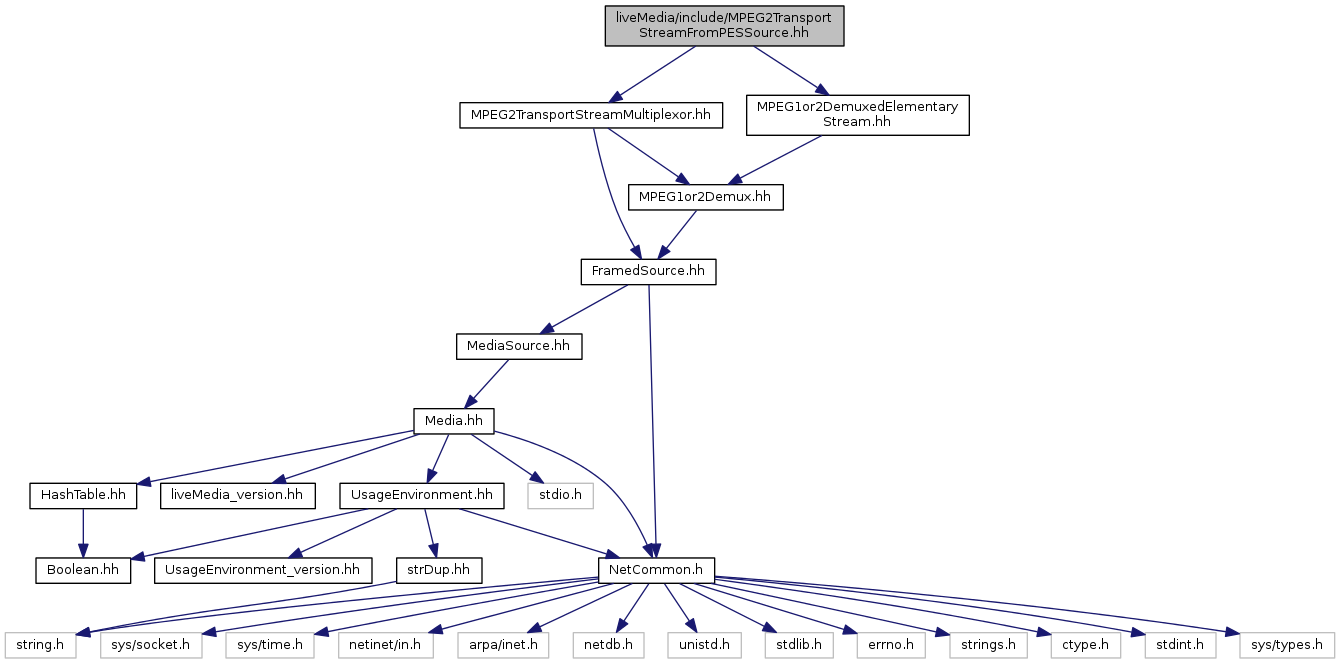 liveMedia/include/MPEG2Transport
StreamFromPESSource.hh
MPEG2TransportStreamMultiplexor.hh
MPEG1or2DemuxedElementary
Stream.hh
MPEG1or2Demux.hh
FramedSource.hh
MediaSource.hh
Media.hh
HashTable.hh
liveMedia_version.hh
UsageEnvironment.hh
stdio.h
Boolean.hh
UsageEnvironment_version.hh
strDup.hh
NetCommon.h
string.h
sys/socket.h
sys/time.h
netinet/in.h
arpa/inet.h
netdb.h
unistd.h
stdlib.h
errno.h
strings.h
ctype.h
stdint.h
sys/types.h